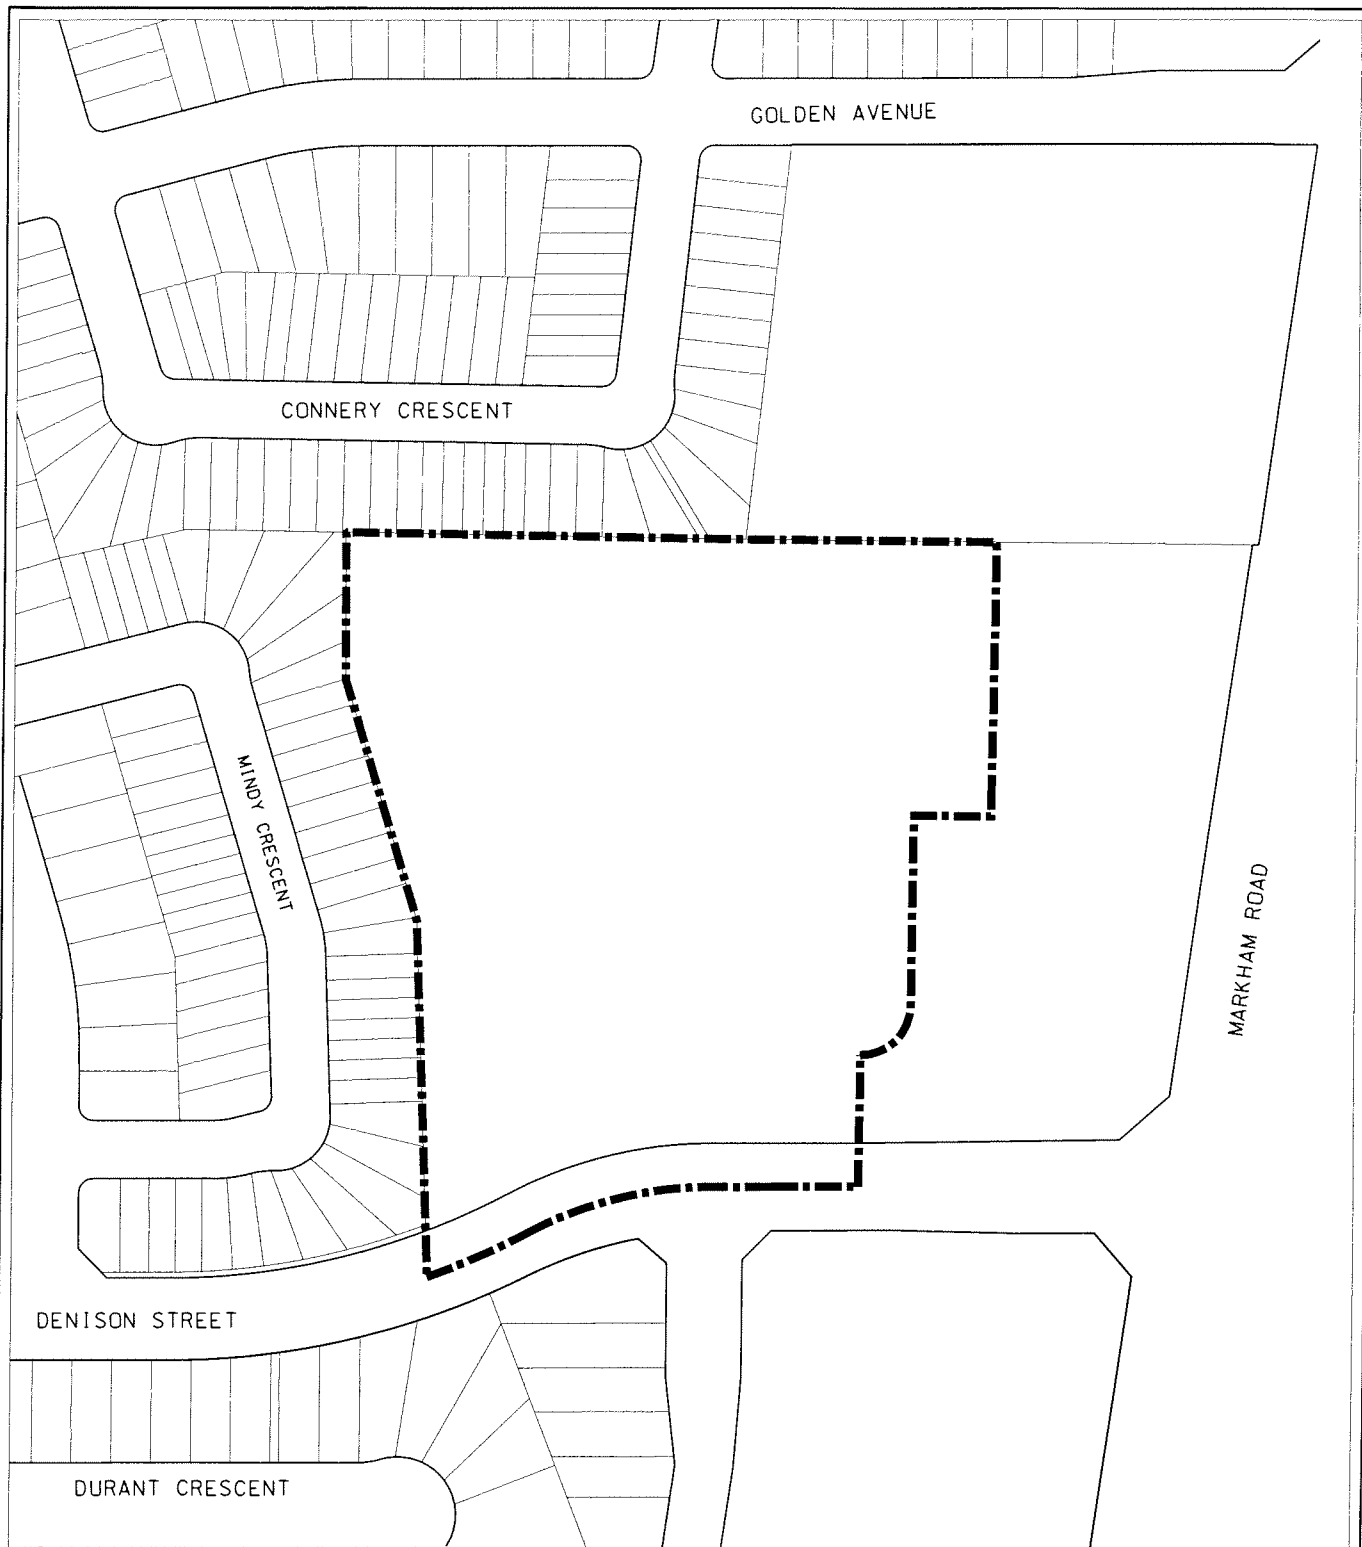 GOLDEN AVENUE
CONNERY CRESCENT
MINDY CRESCENT
MARKHAM ROAD
DENISON STREET
DURANT CRESCENT